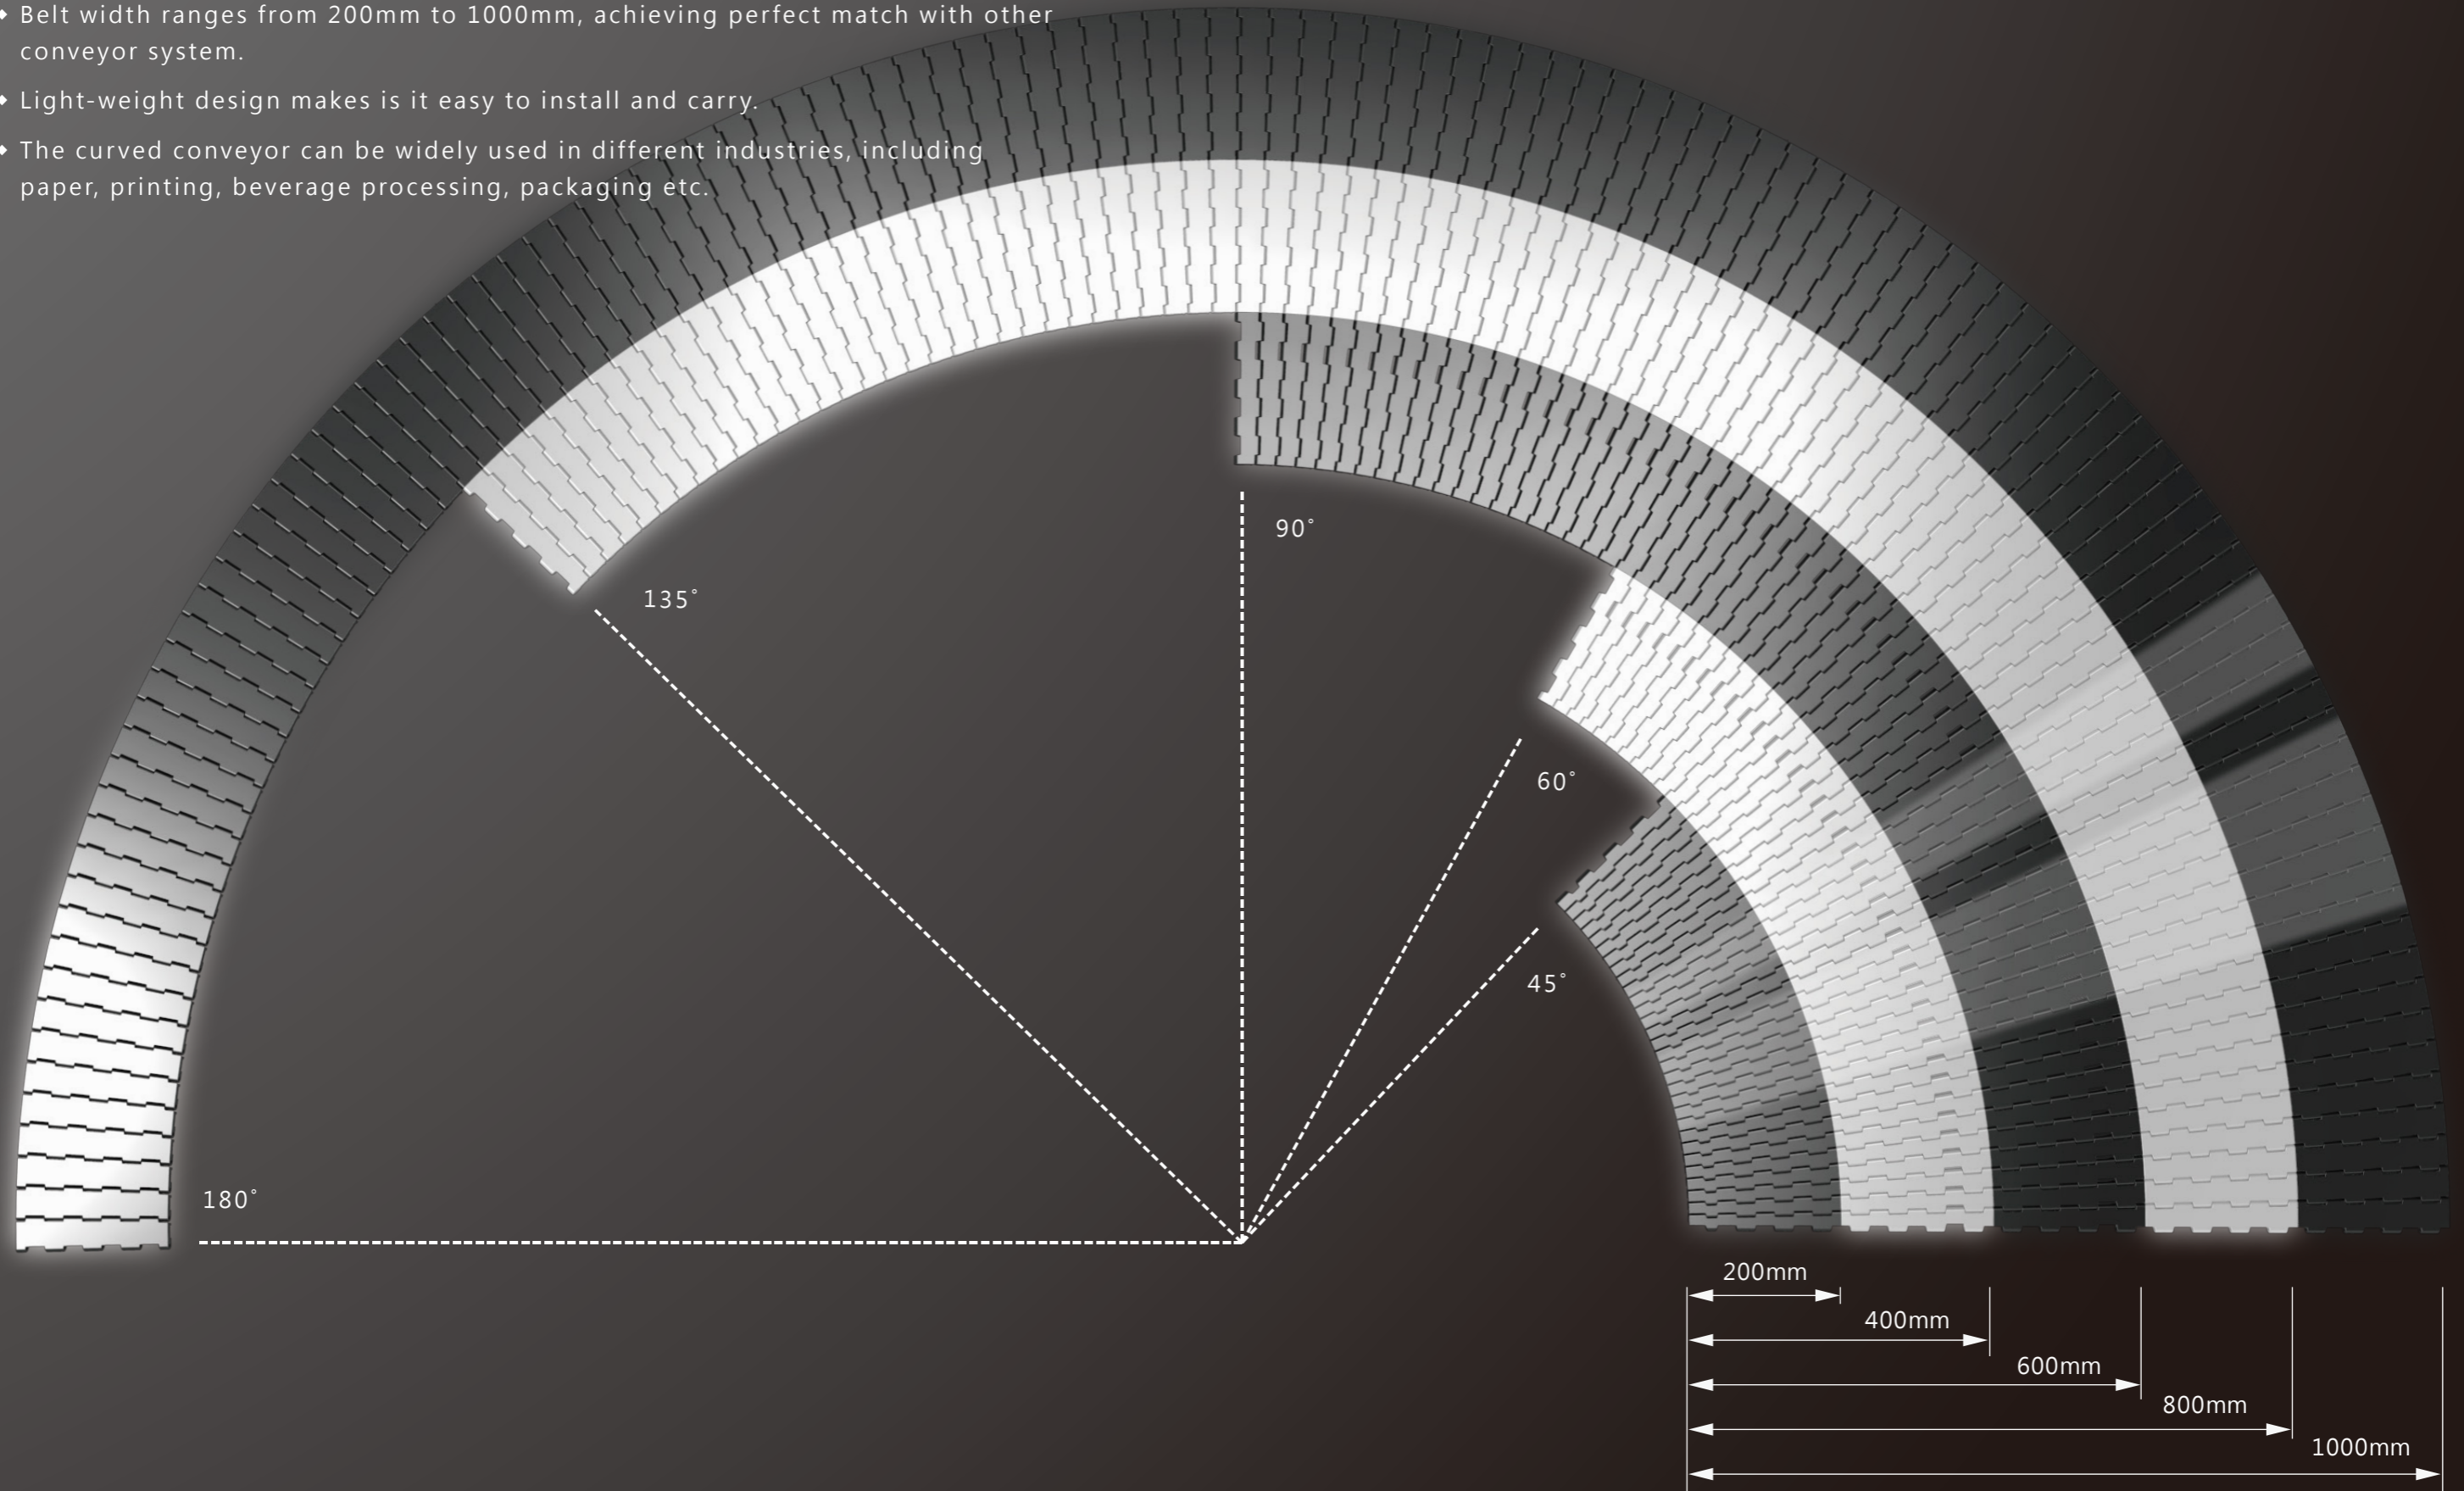 Belt width ranges from 200mm to 1000mm, achieving perfect match with other
conveyor system.
Light-weight design makes is it easy to install and carry.
The curved conveyor can be widely used in different industries, including
paper, printing, beverage processing, packaging etc.
90°
135°
60°
45°
180°
200mm
400mm
600mm
800mm
1000mm